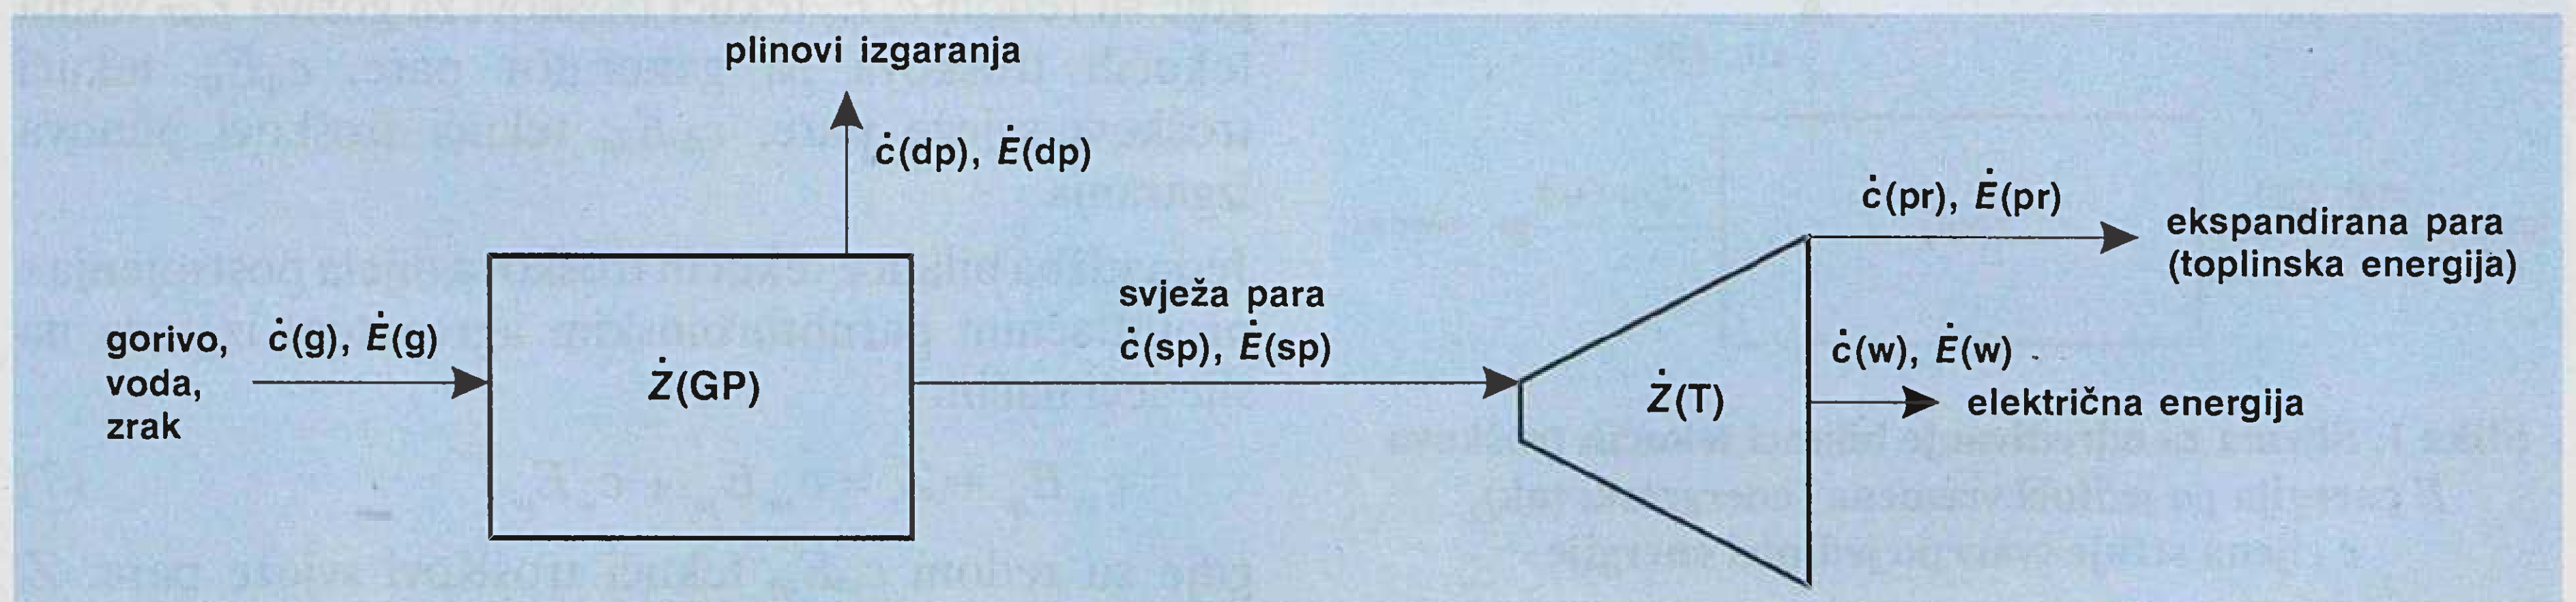 plinovi izgaranja
ċ(dp), Ė(dp)
ċ(pr), Ė(pr)
ekspandirana para
(toplinska energija)
svježa para
ċ(sp), Ė(sp)
gorivo,
voda,
zrak
ċ(g), Ė(g)
Ż(GP)
Ż(T)
ċ(w), Ė(w)
električna energija